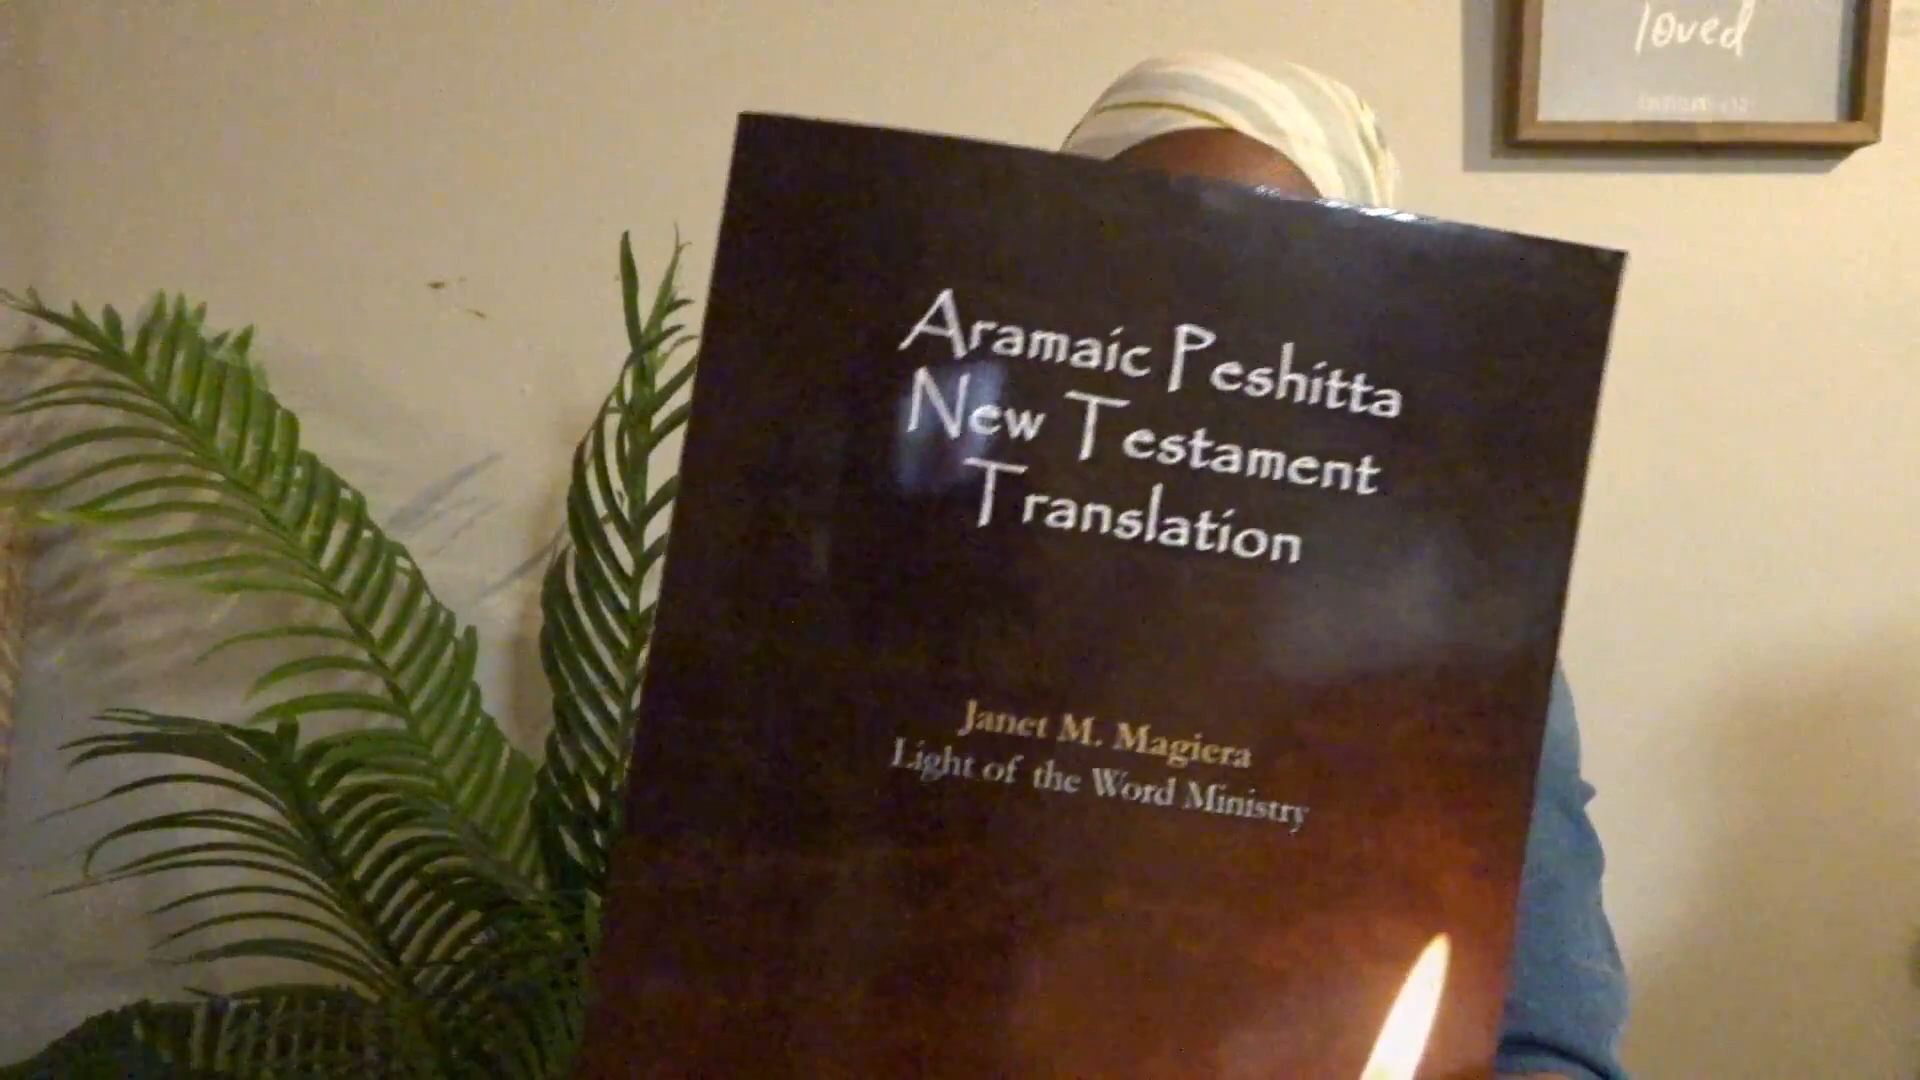 loved
Aramaic Peshitta
New Testament
Translation
Janet M. Magiera
Light of the Word Ministry